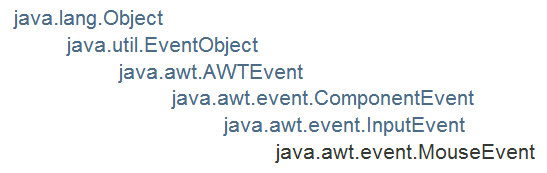 java.lang.Object
java.util.EventObject
java.awt.AWTEvent
java.awt.event.ComponentEvent
java.awt.event.InputEvent
java.awt.event.MouseEvent